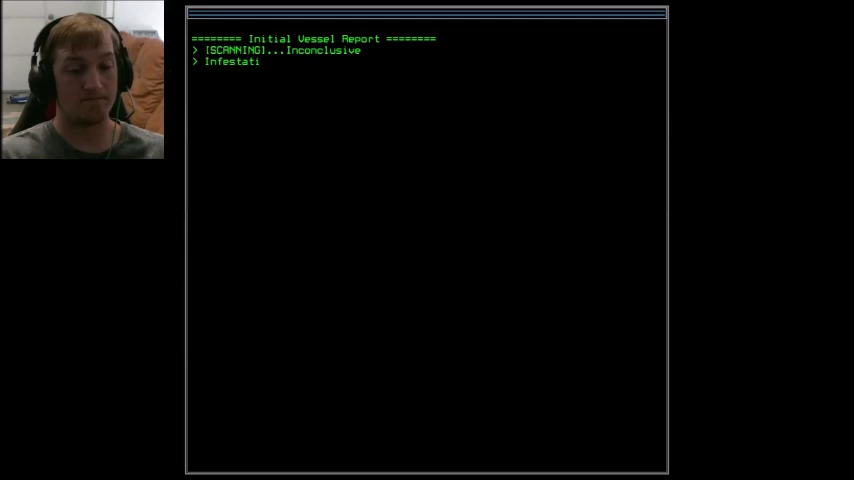 ======== Initial Vessel Report ========
> [SCANNING]...Inconclusive
> Infestati